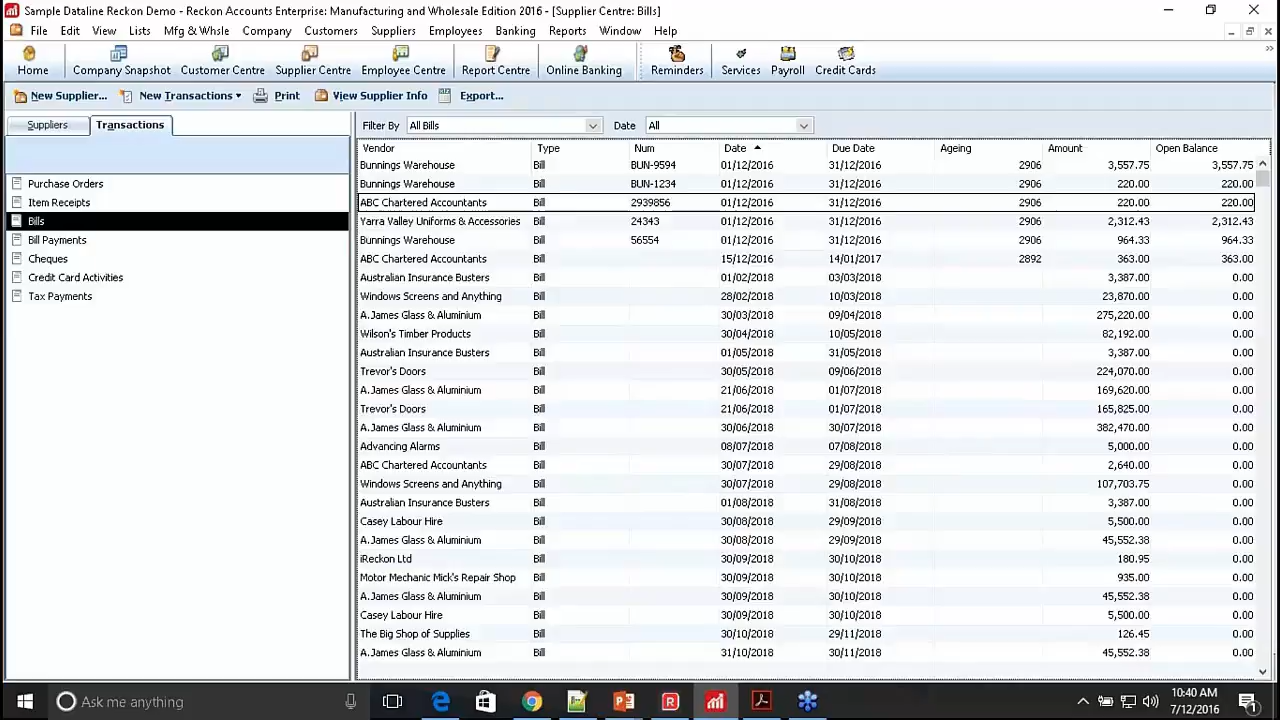 Sample Dataline Reckon Demo - Reckon Accounts Enterprise: Manufacturing and Wholesale Edition 2016 - [Supplier Centre: Bills]
File Edit View Lists Mfg & Whsle Company Customers Suppliers Employees Banking Reports Window Help
Home Company Snapshot Customer Centre Supplier Centre Employee Centre Report Centre Online Banking Reminders Services Payroll Credit Cards
New Supplier... New Transactions Print View Supplier Info Export...
Suppliers Transactions
Purchase Orders
Item Receipts
Bills
Bill Payments
Cheques
Credit Card Activities
Tax Payments
Filter By All Bills Date All
Vendor Type Num Date Due Date Ageing Amount Open Balance
Bunnings Warehouse Bill BUN-9594 01/12/2016 31/12/2016 2906 3,557.75 3,557.75
Bunnings Warehouse Bill BUN-1234 01/12/2016 31/12/2016 2906 220.00 220.00
ABC Chartered Accountants Bill 2939856 01/12/2016 31/12/2016 2906 220.00 220.00
Yarra Valley Uniforms & Accessories Bill 24343 01/12/2016 31/12/2016 2906 2,312.43 2,312.43
Bunnings Warehouse Bill 56554 01/12/2016 31/12/2016 2906 964.33 964.33
ABC Chartered Accountants Bill 15/12/2016 14/01/2017 2892 363.00 363.00
Australian Insurance Busters Bill 01/02/2018 03/03/2018 3,387.00 0.00
Windows Screens and Anything Bill 28/02/2018 10/03/2018 23,870.00 0.00
A.James Glass & Aluminium Bill 30/03/2018 09/04/2018 275,220.00 0.00
Wilson's Timber Products Bill 30/04/2018 10/05/2018 82,192.00 0.00
Australian Insurance Busters Bill 01/05/2018 31/05/2018 3,387.00 0.00
Trevor's Doors Bill 30/05/2018 09/06/2018 224,070.00 0.00
A.James Glass & Aluminium Bill 21/06/2018 01/07/2018 169,620.00 0.00
Trevor's Doors Bill 21/06/2018 01/07/2018 165,825.00 0.00
A.James Glass & Aluminium Bill 30/06/2018 30/07/2018 382,470.00 0.00
Advancing Alarms Bill 08/07/2018 07/08/2018 5,000.00 0.00
ABC Chartered Accountants Bill 30/07/2018 29/08/2018 2,640.00 0.00
Windows Screens and Anything Bill 30/07/2018 29/08/2018 107,703.75 0.00
Australian Insurance Busters Bill 01/08/2018 31/08/2018 3,387.00 0.00
Casey Labour Hire Bill 30/08/2018 29/09/2018 5,500.00 0.00
A.James Glass & Aluminium Bill 30/08/2018 29/09/2018 45,552.38 0.00
iReckon Ltd Bill 30/09/2018 30/10/2018 180.95 0.00
Motor Mechanic Mick's Repair Shop Bill 30/09/2018 30/10/2018 935.00 0.00
A.James Glass & Aluminium Bill 30/09/2018 30/10/2018 45,552.38 0.00
Casey Labour Hire Bill 30/09/2018 30/10/2018 5,500.00 0.00
The Big Shop of Supplies Bill 30/10/2018 29/11/2018 126.45 0.00
A.James Glass & Aluminium Bill 31/10/2018 30/11/2018 45,552.38 0.00
Ask me anything
10:40 AM
7/12/2016